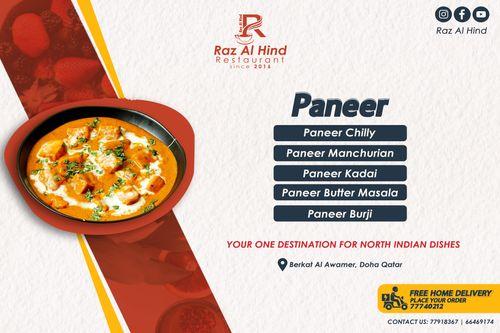 Raz Al Hind
R
Raz Al Hind
Restaurant
since 2016
Paneer
Paneer Chilly
Paneer Manchurian
Paneer Kadai
Paneer Butter Masala
Paneer Burji
YOUR ONE DESTINATION FOR NORTH INDIAN DISHES
Berkat Al Awamer, Doha Qatar
FREE HOME DELIVERY
PLACE YOUR ORDER
77740212
CONTACT US: 77918367 | 66469174